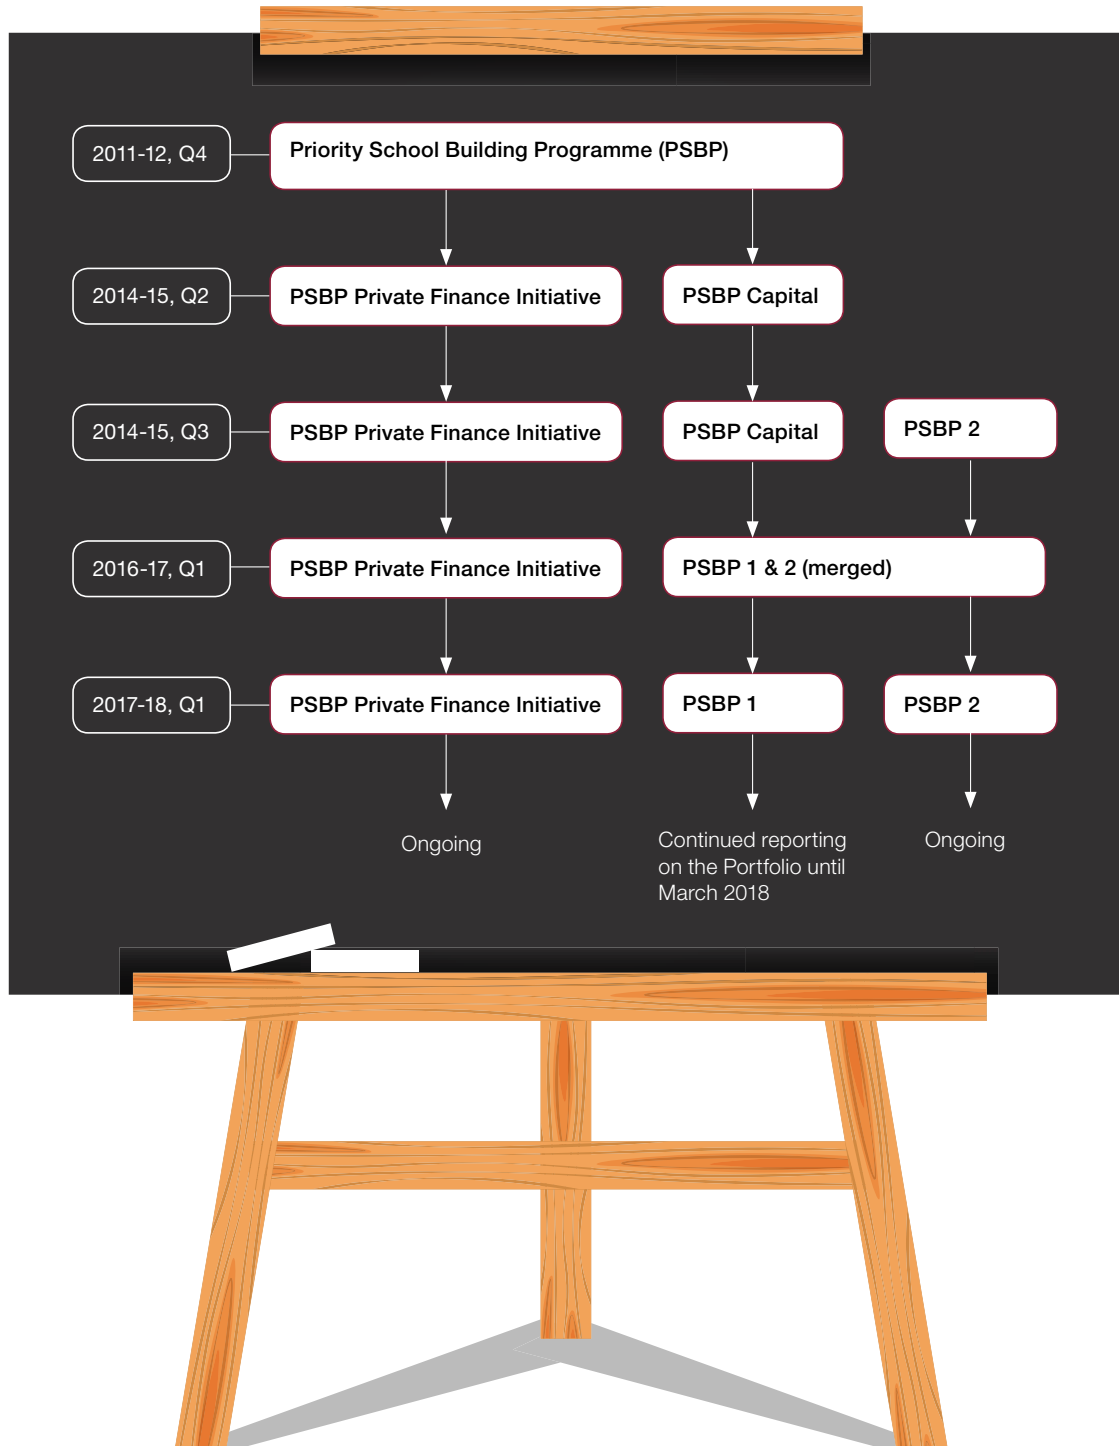 2011-12, Q4
Priority School Building Programme (PSBP)
2014-15, Q2
PSBP Private Finance Initiative
PSBP Capital
2014-15, Q3
PSBP Private Finance Initiative
PSBP Capital
PSBP 2
2016-17, Q1
PSBP Private Finance Initiative
PSBP 1 & 2 (merged)
2017-18, Q1
PSBP Private Finance Initiative
PSBP 1
PSBP 2
Ongoing
Continued reporting
on the Portfolio until
March 2018
Ongoing